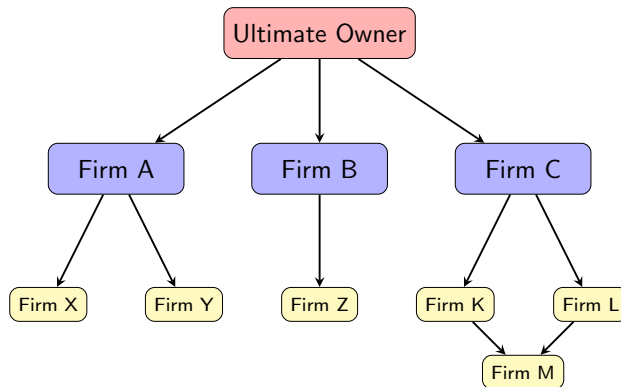 Ultimate Owner
Firm A
Firm B
Firm C
Firm X
Firm Y
Firm Z
Firm K
Firm L
Firm M